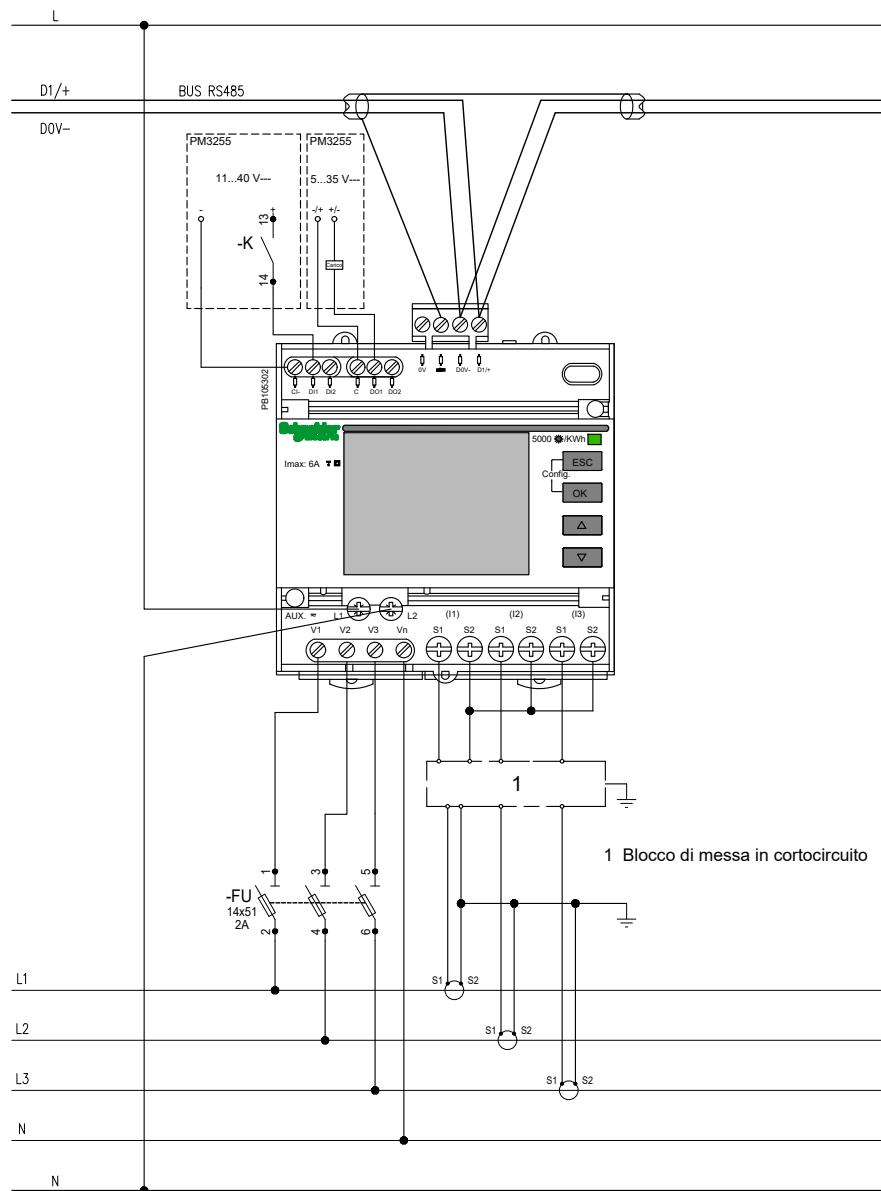 L
D1/+ BUS RS485
D0V-
PM3255 PM3255
11...40 V--- 5...35 V---
- + -/+ +/-
13
-K
14
Carico
0V D0V- D1/+
CI- DI1 DI2 C DO1 DO2
PB105302
Schneider
Electric
5000 /KWh
Imax: 6A
ESC
Config.
OK
AUX. L1 L2 (I1) (I2) (I3)
V1 V2 V3 Vn S1 S2 S1 S2 S1 S2
1
1 Blocco di messa in cortocircuito
1 3 5
-FU
14x51
2A
2 4 6
L1 S1 S2
L2 S1 S2
L3 S1 S2
N
N